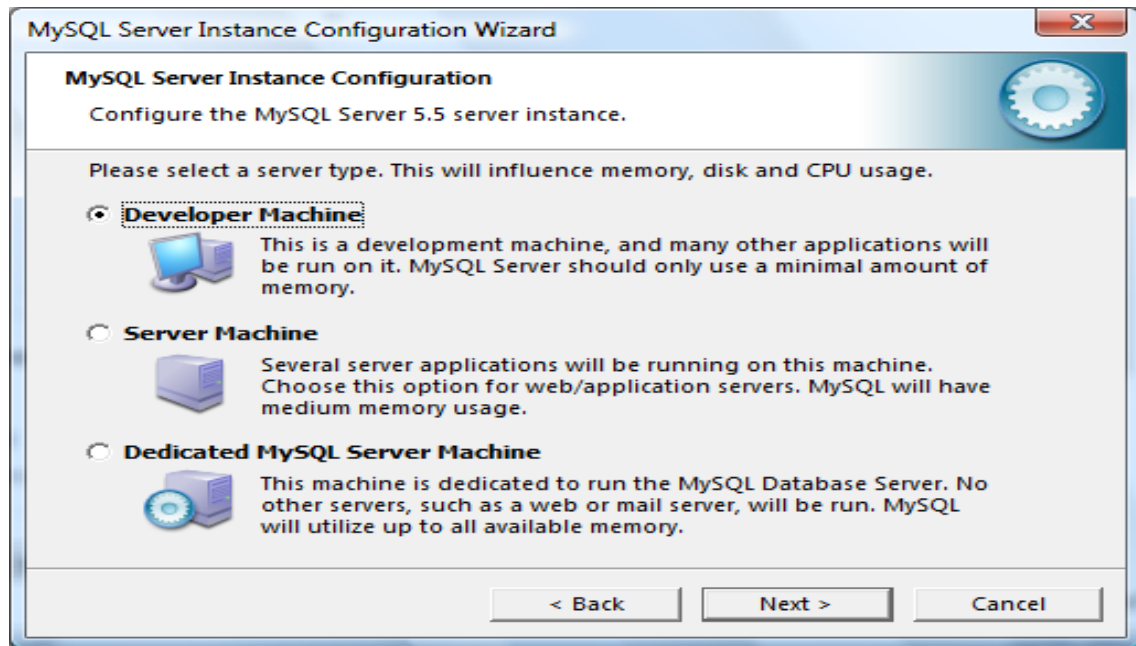 MySQL Server Instance Configuration Wizard
MySQL Server Instance Configuration
Configure the MySQL Server 5.5 server instance.
Please select a server type. This will influence memory, disk and CPU usage.
Developer Machine
This is a development machine, and many other applications will
be run on it. MySQL Server should only use a minimal amount of
memory.
Server Machine
Several server applications will be running on this machine.
Choose this option for web/application servers. MySQL will have
medium memory usage.
Dedicated MySQL Server Machine
This machine is dedicated to run the MySQL Database Server. No
other servers, such as a web or mail server, will be run. MySQL
will utilize up to all available memory.
< Back Next > Cancel